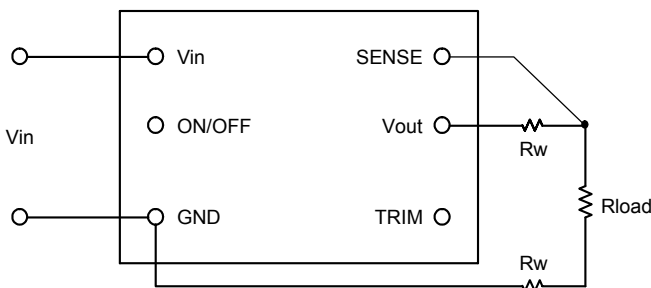 Vin
SENSE
ON/OFF
Vout
Vin
Rw
GND
TRIM
Rload
Rw